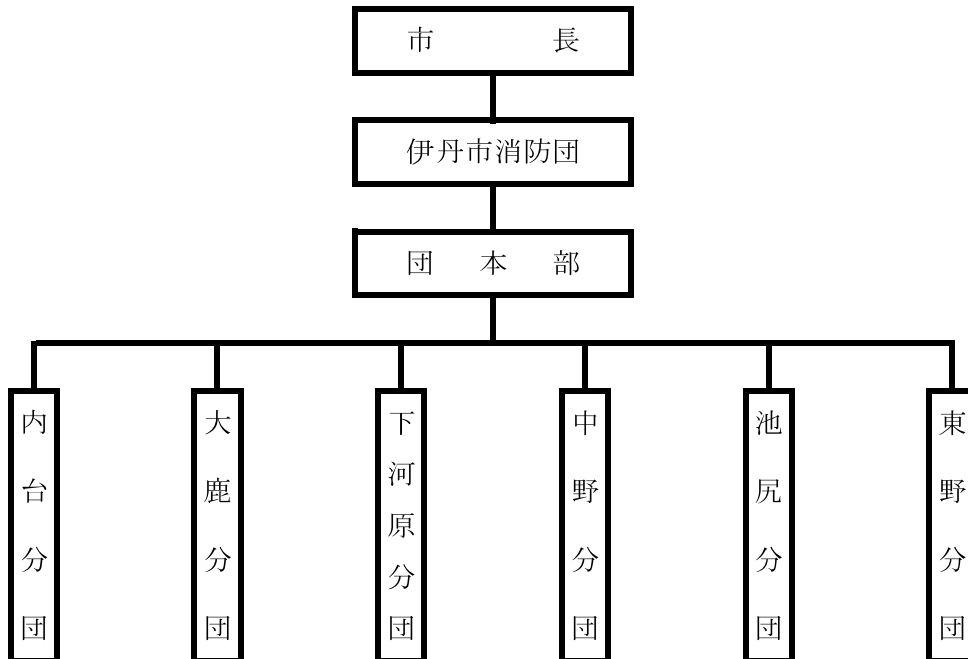 市長
伊丹市消防団
団本部
内台分団
大鹿分団
下河原分団
中野分団
池尻分団
東野分団